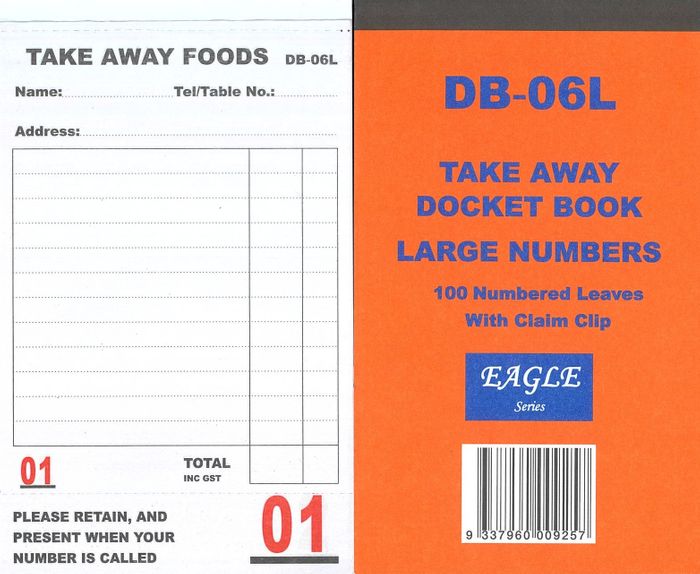 TAKE AWAY FOODS DB-06L
Name: Tel/Table No.:
Address:
01 TOTAL
INC GST
PLEASE RETAIN, AND
PRESENT WHEN YOUR
NUMBER IS CALLED
01
DB-06L
TAKE AWAY
DOCKET BOOK
LARGE NUMBERS
100 Numbered Leaves
With Claim Clip
EAGLE
Series
9 337960 009257